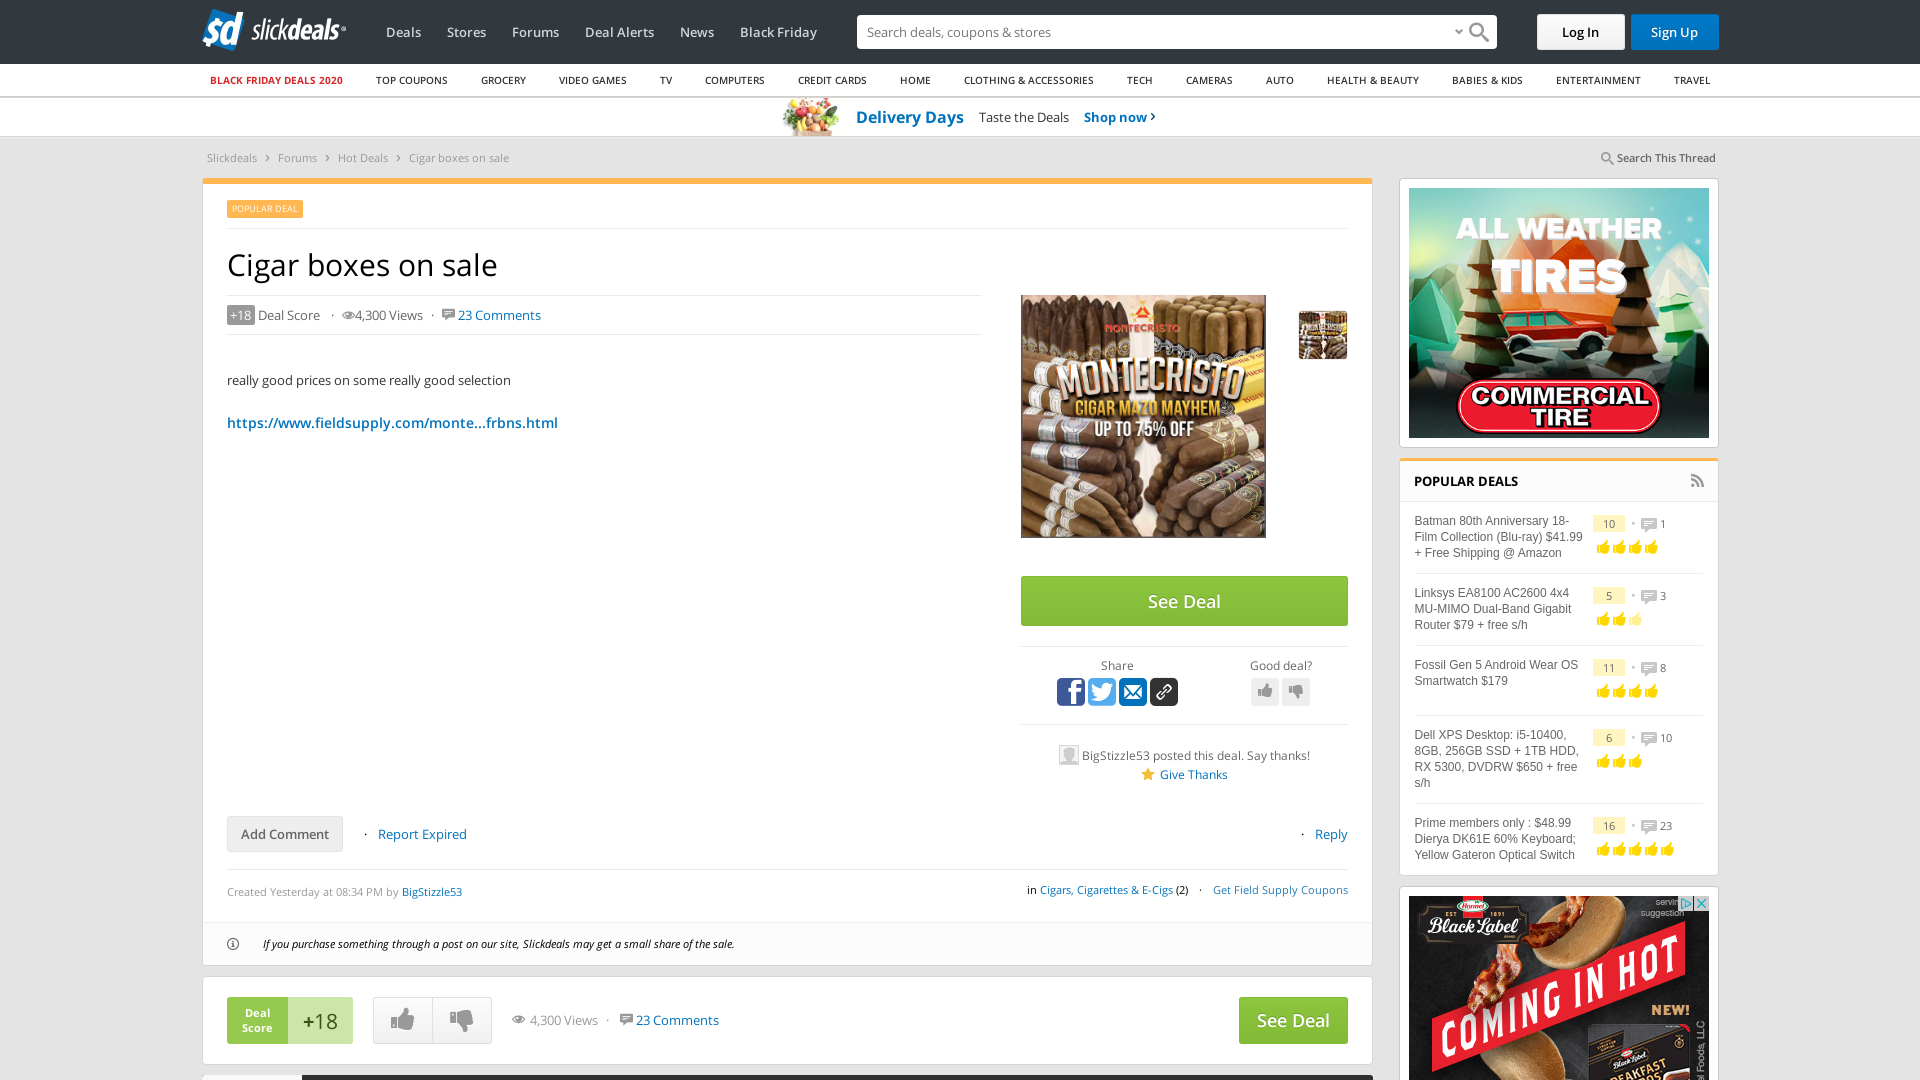 sd slickdeals
Deals Stores Forums Deal Alerts News Black Friday
Search deals, coupons & stores
Log In Sign Up
BLACK FRIDAY DEALS 2020 TOP COUPONS GROCERY VIDEO GAMES TV COMPUTERS CREDIT CARDS HOME CLOTHING & ACCESSORIES TECH CAMERAS AUTO HEALTH & BEAUTY BABIES & KIDS ENTERTAINMENT TRAVEL
Delivery Days Taste the Deals Shop now ›
Slickdeals › Forums › Hot Deals › Cigar boxes on sale
Search This Thread
POPULAR DEAL
Cigar boxes on sale
+18 Deal Score · 4,300 Views · 23 Comments
really good prices on some really good selection
https://www.fieldsupply.com/monte...frbns.html
MONTECRISTO
MONTECRISTO
CIGAR MAZO MAYHEM
UP TO 75% OFF
See Deal
Share
Good deal?
BigStizzle53 posted this deal. Say thanks!
Give Thanks
Add Comment · Report Expired
· Reply
Created Yesterday at 08:34 PM by BigStizzle53
in Cigars, Cigarettes & E-Cigs (2) · Get Field Supply Coupons
If you purchase something through a post on our site, Slickdeals may get a small share of the sale.
Deal
Score
+18
4,300 Views · 23 Comments
See Deal
ALL WEATHER
TIRES
COMMERCIAL
TIRE
POPULAR DEALS
Batman 80th Anniversary 18-
Film Collection (Blu-ray) $41.99
+ Free Shipping @ Amazon
10 • 1
Linksys EA8100 AC2600 4x4
MU-MIMO Dual-Band Gigabit
Router $79 + free s/h
5 • 3
Fossil Gen 5 Android Wear OS
Smartwatch $179
11 • 8
Dell XPS Desktop: i5-10400,
8GB, 256GB SSD + 1TB HDD,
RX 5300, DVDRW $650 + free
s/h
6 • 10
Prime members only : $48.99
Dierya DK61E 60% Keyboard;
Yellow Gateron Optical Switch
16 • 23
Hormel
EST 1891
Black Label
serving
suggestion
COMING IN HOT
NEW!
Black Label
Foods, LLC